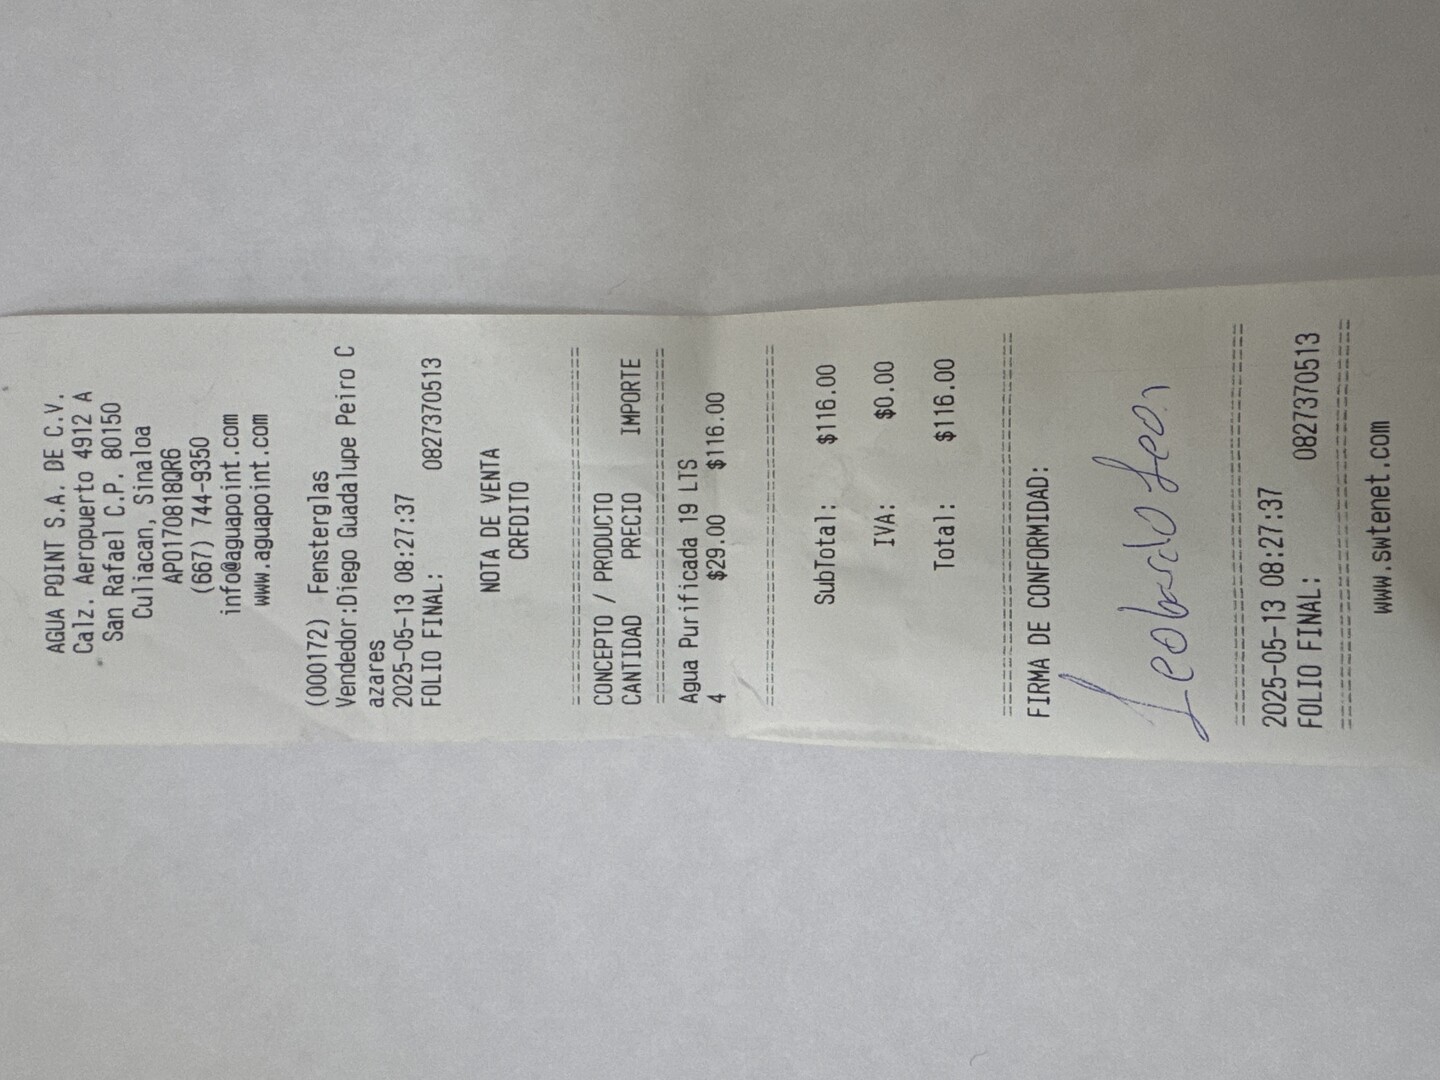 AGUA POINT S.A. DE C.V.
Calz. Aeropuerto 4912 A
San Rafael C.P. 80150
Culiacan, Sinaloa
APO170818QR6
(667) 744-9350
info@aguapoint.com
www.aguapoint.com
(000172) Fensterglas
Vendedor:Diego Guadalupe Peiro C
azares
2025-05-13 08:27:37
FOLIO FINAL: 0827370513
NOTA DE VENTA
CREDITO
================================
CONCEPTO / PRODUCTO
CANTIDAD PRECIO IMPORTE
================================
Agua Purificada 19 LTS
4 $29.00 $116.00
================================
SubTotal: $116.00
IVA: $0.00
Total: $116.00
================================
FIRMA DE CONFORMIDAD:
Leobardo Leon
================================
2025-05-13 08:27:37
FOLIO FINAL: 0827370513
================================
www.swtenet.com